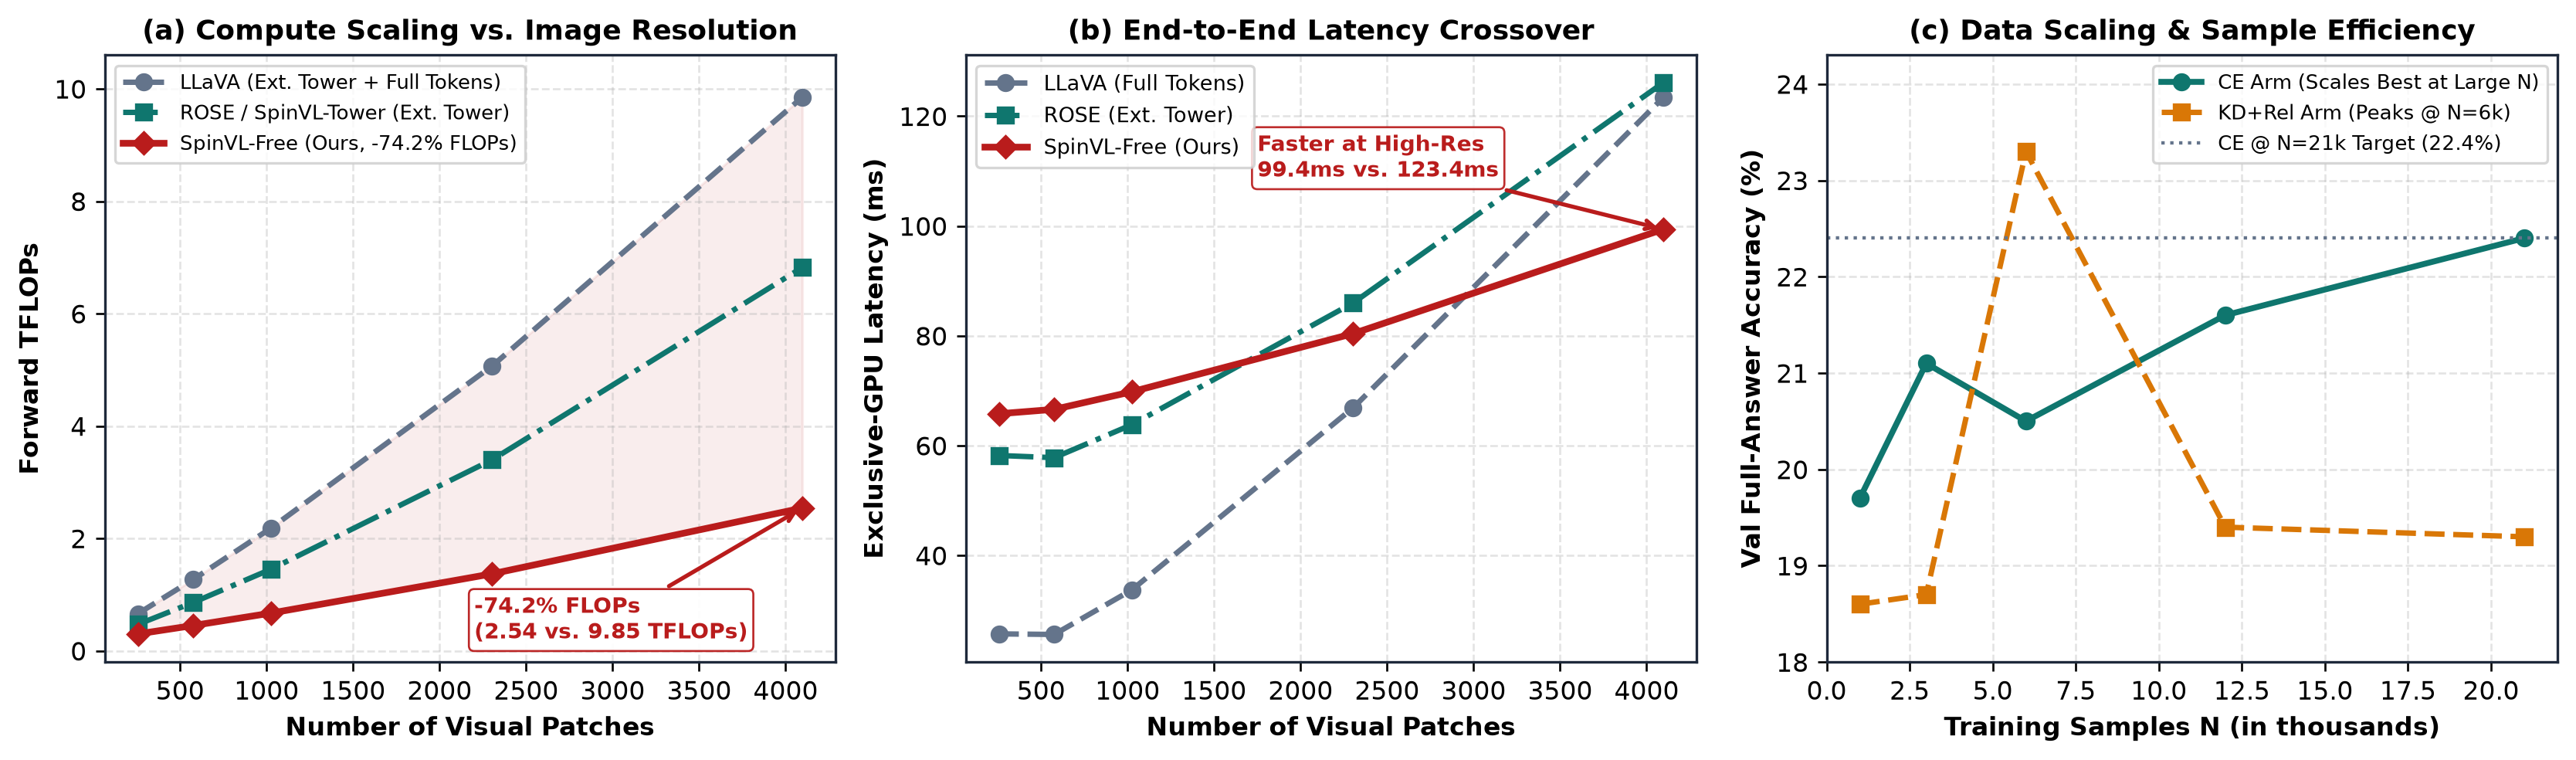 (a) Compute Scaling vs. Image Resolution
LLaVA (Ext. Tower + Full Tokens)
ROSE / SpinVL-Tower (Ext. Tower)
SpinVL-Free (Ours, -74.2% FLOPs)
Forward TFLOPs
10
8
6
4
2
0
-74.2% FLOPs
(2.54 vs. 9.85 TFLOPs)
500 1000 1500 2000 2500 3000 3500 4000
Number of Visual Patches
(b) End-to-End Latency Crossover
LLaVA (Full Tokens)
ROSE (Ext. Tower)
SpinVL-Free (Ours)
Faster at High-Res
99.4ms vs. 123.4ms
Exclusive-GPU Latency (ms)
120
100
80
60
40
500 1000 1500 2000 2500 3000 3500 4000
Number of Visual Patches
(c) Data Scaling & Sample Efficiency
CE Arm (Scales Best at Large N)
KD+Rel Arm (Peaks @ N=6k)
CE @ N=21k Target (22.4%)
Val Full-Answer Accuracy (%)
24
23
22
21
20
19
18
0.0 2.5 5.0 7.5 10.0 12.5 15.0 17.5 20.0
Training Samples N (in thousands)